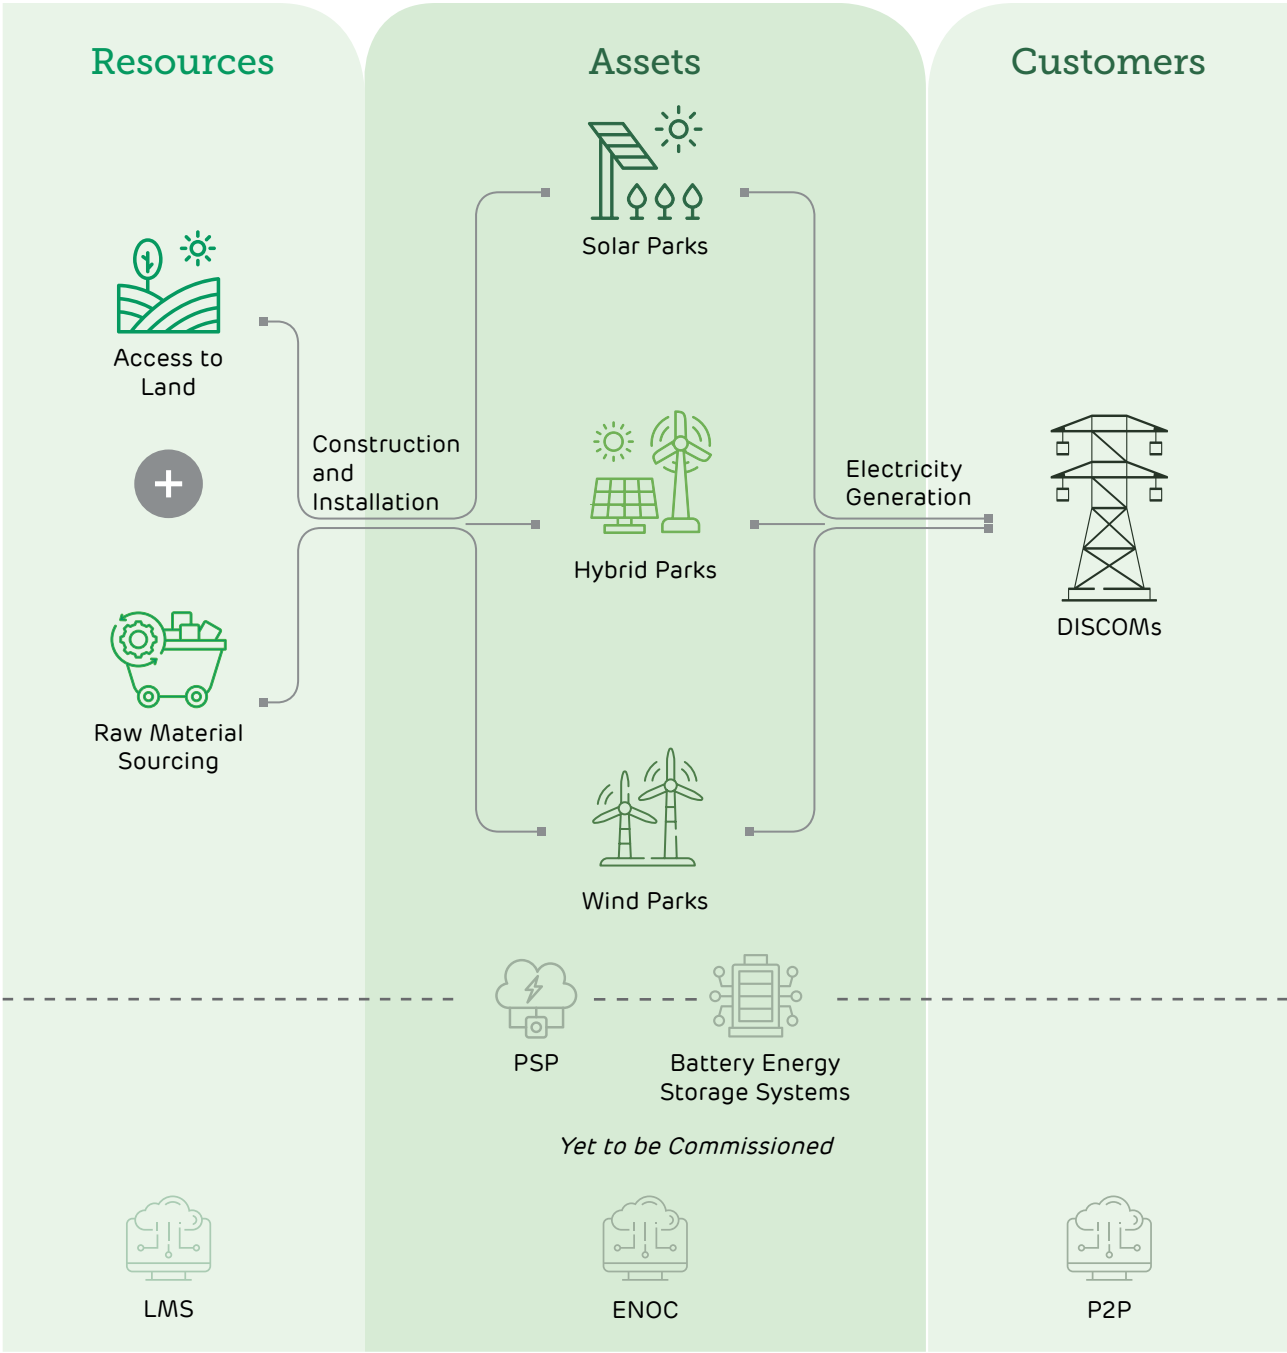 Resources
Assets
Customers
Solar Parks
Access to
Land
Construction
and
Installation
Electricity
Generation
Hybrid Parks
DISCOMs
Raw Material
Sourcing
Wind Parks
PSP
Battery Energy
Storage Systems
Yet to be Commissioned
LMS
ENOC
P2P